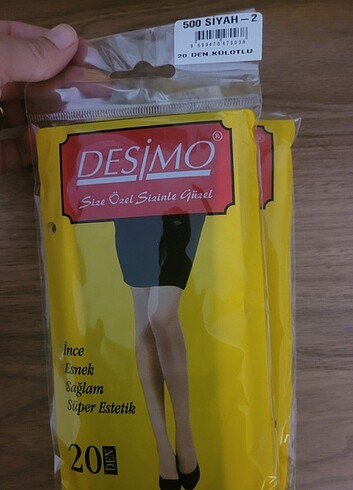 500 SİYAH-2
20 DEN.KÜLOTLU
DESİMO®
Size Özel Sizinle Güzel
İnce
Esnek
Sağlam
Süper Estetik
20 DEN